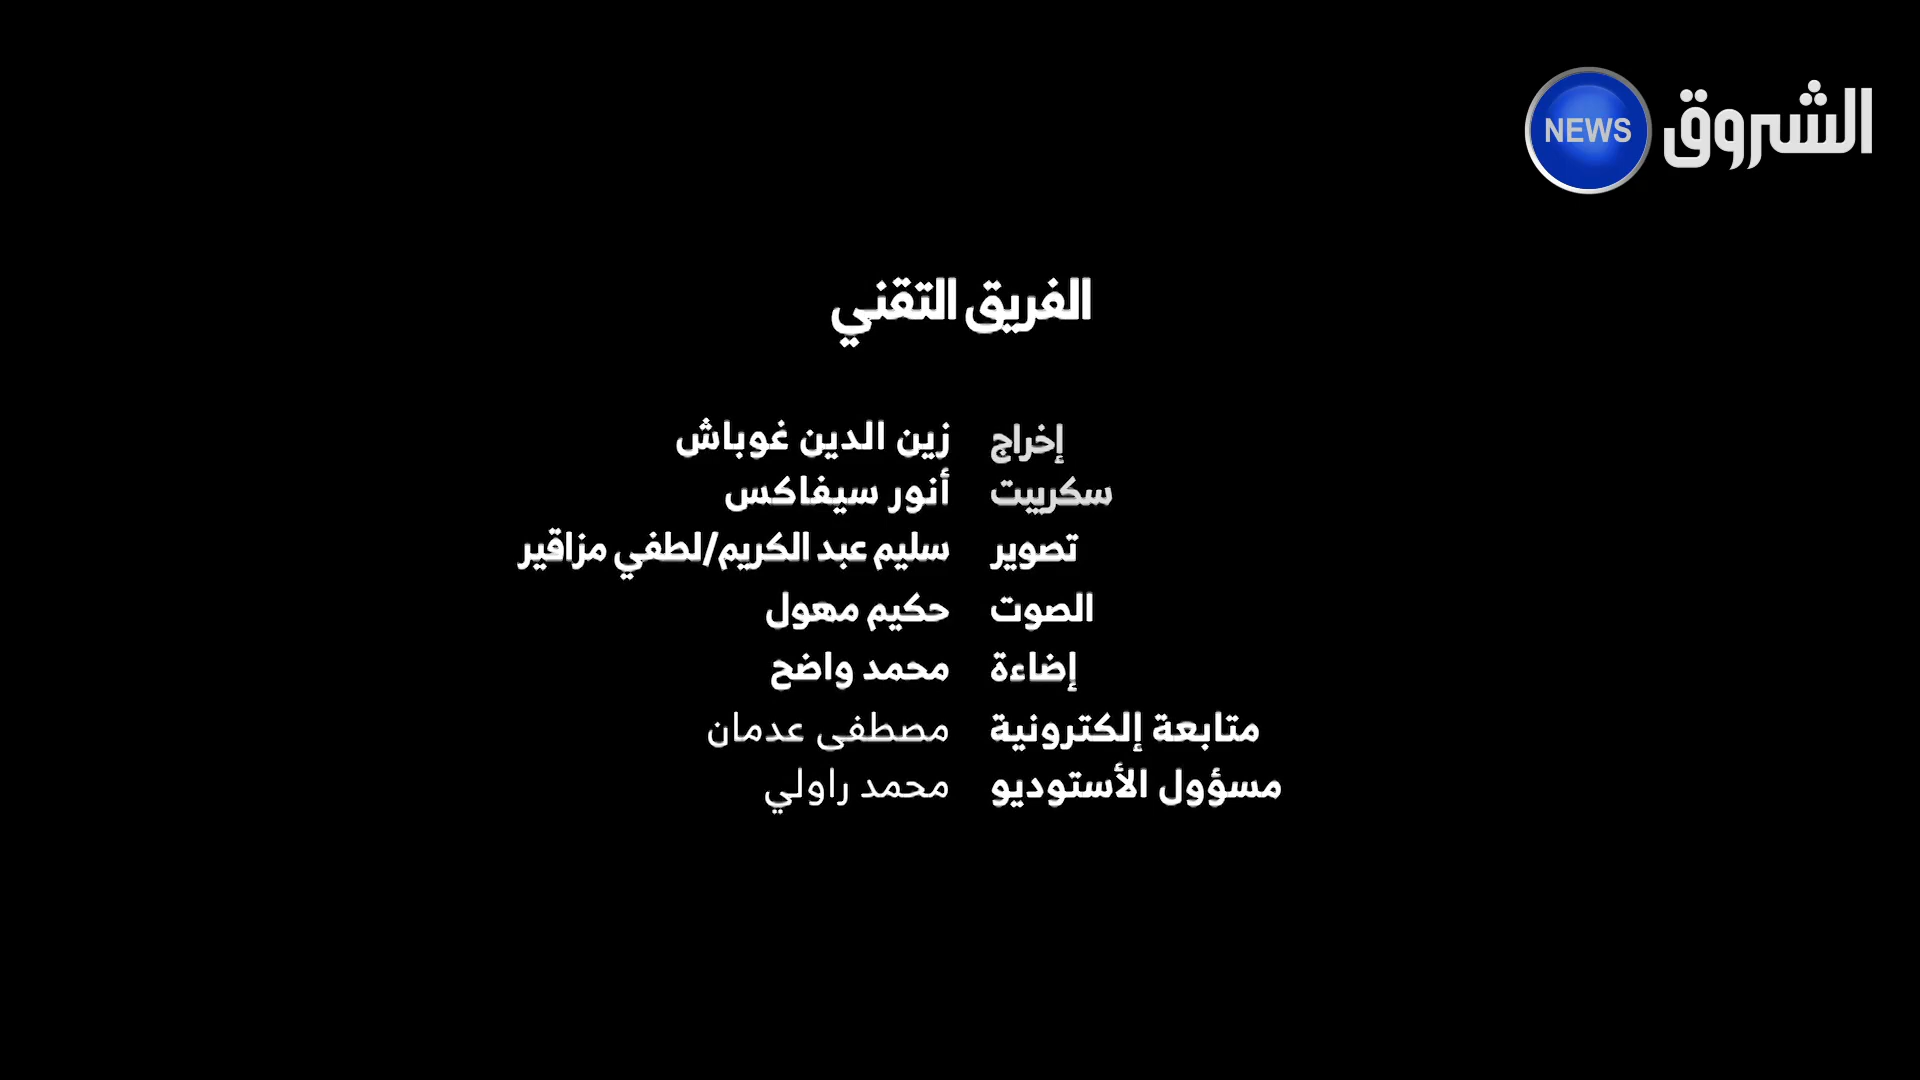 الشروق NEWS
الفريق التقني
إخراج زين الدين غوباش
سكريبت أنور سيفاكس
تصوير سليم عبد الكريم/لطفي مزاقير
الصوت حكيم مهول
إضاءة محمد واضح
متابعة إلكترونية مصطفى عدمان
مسؤول الأستوديو محمد راولي